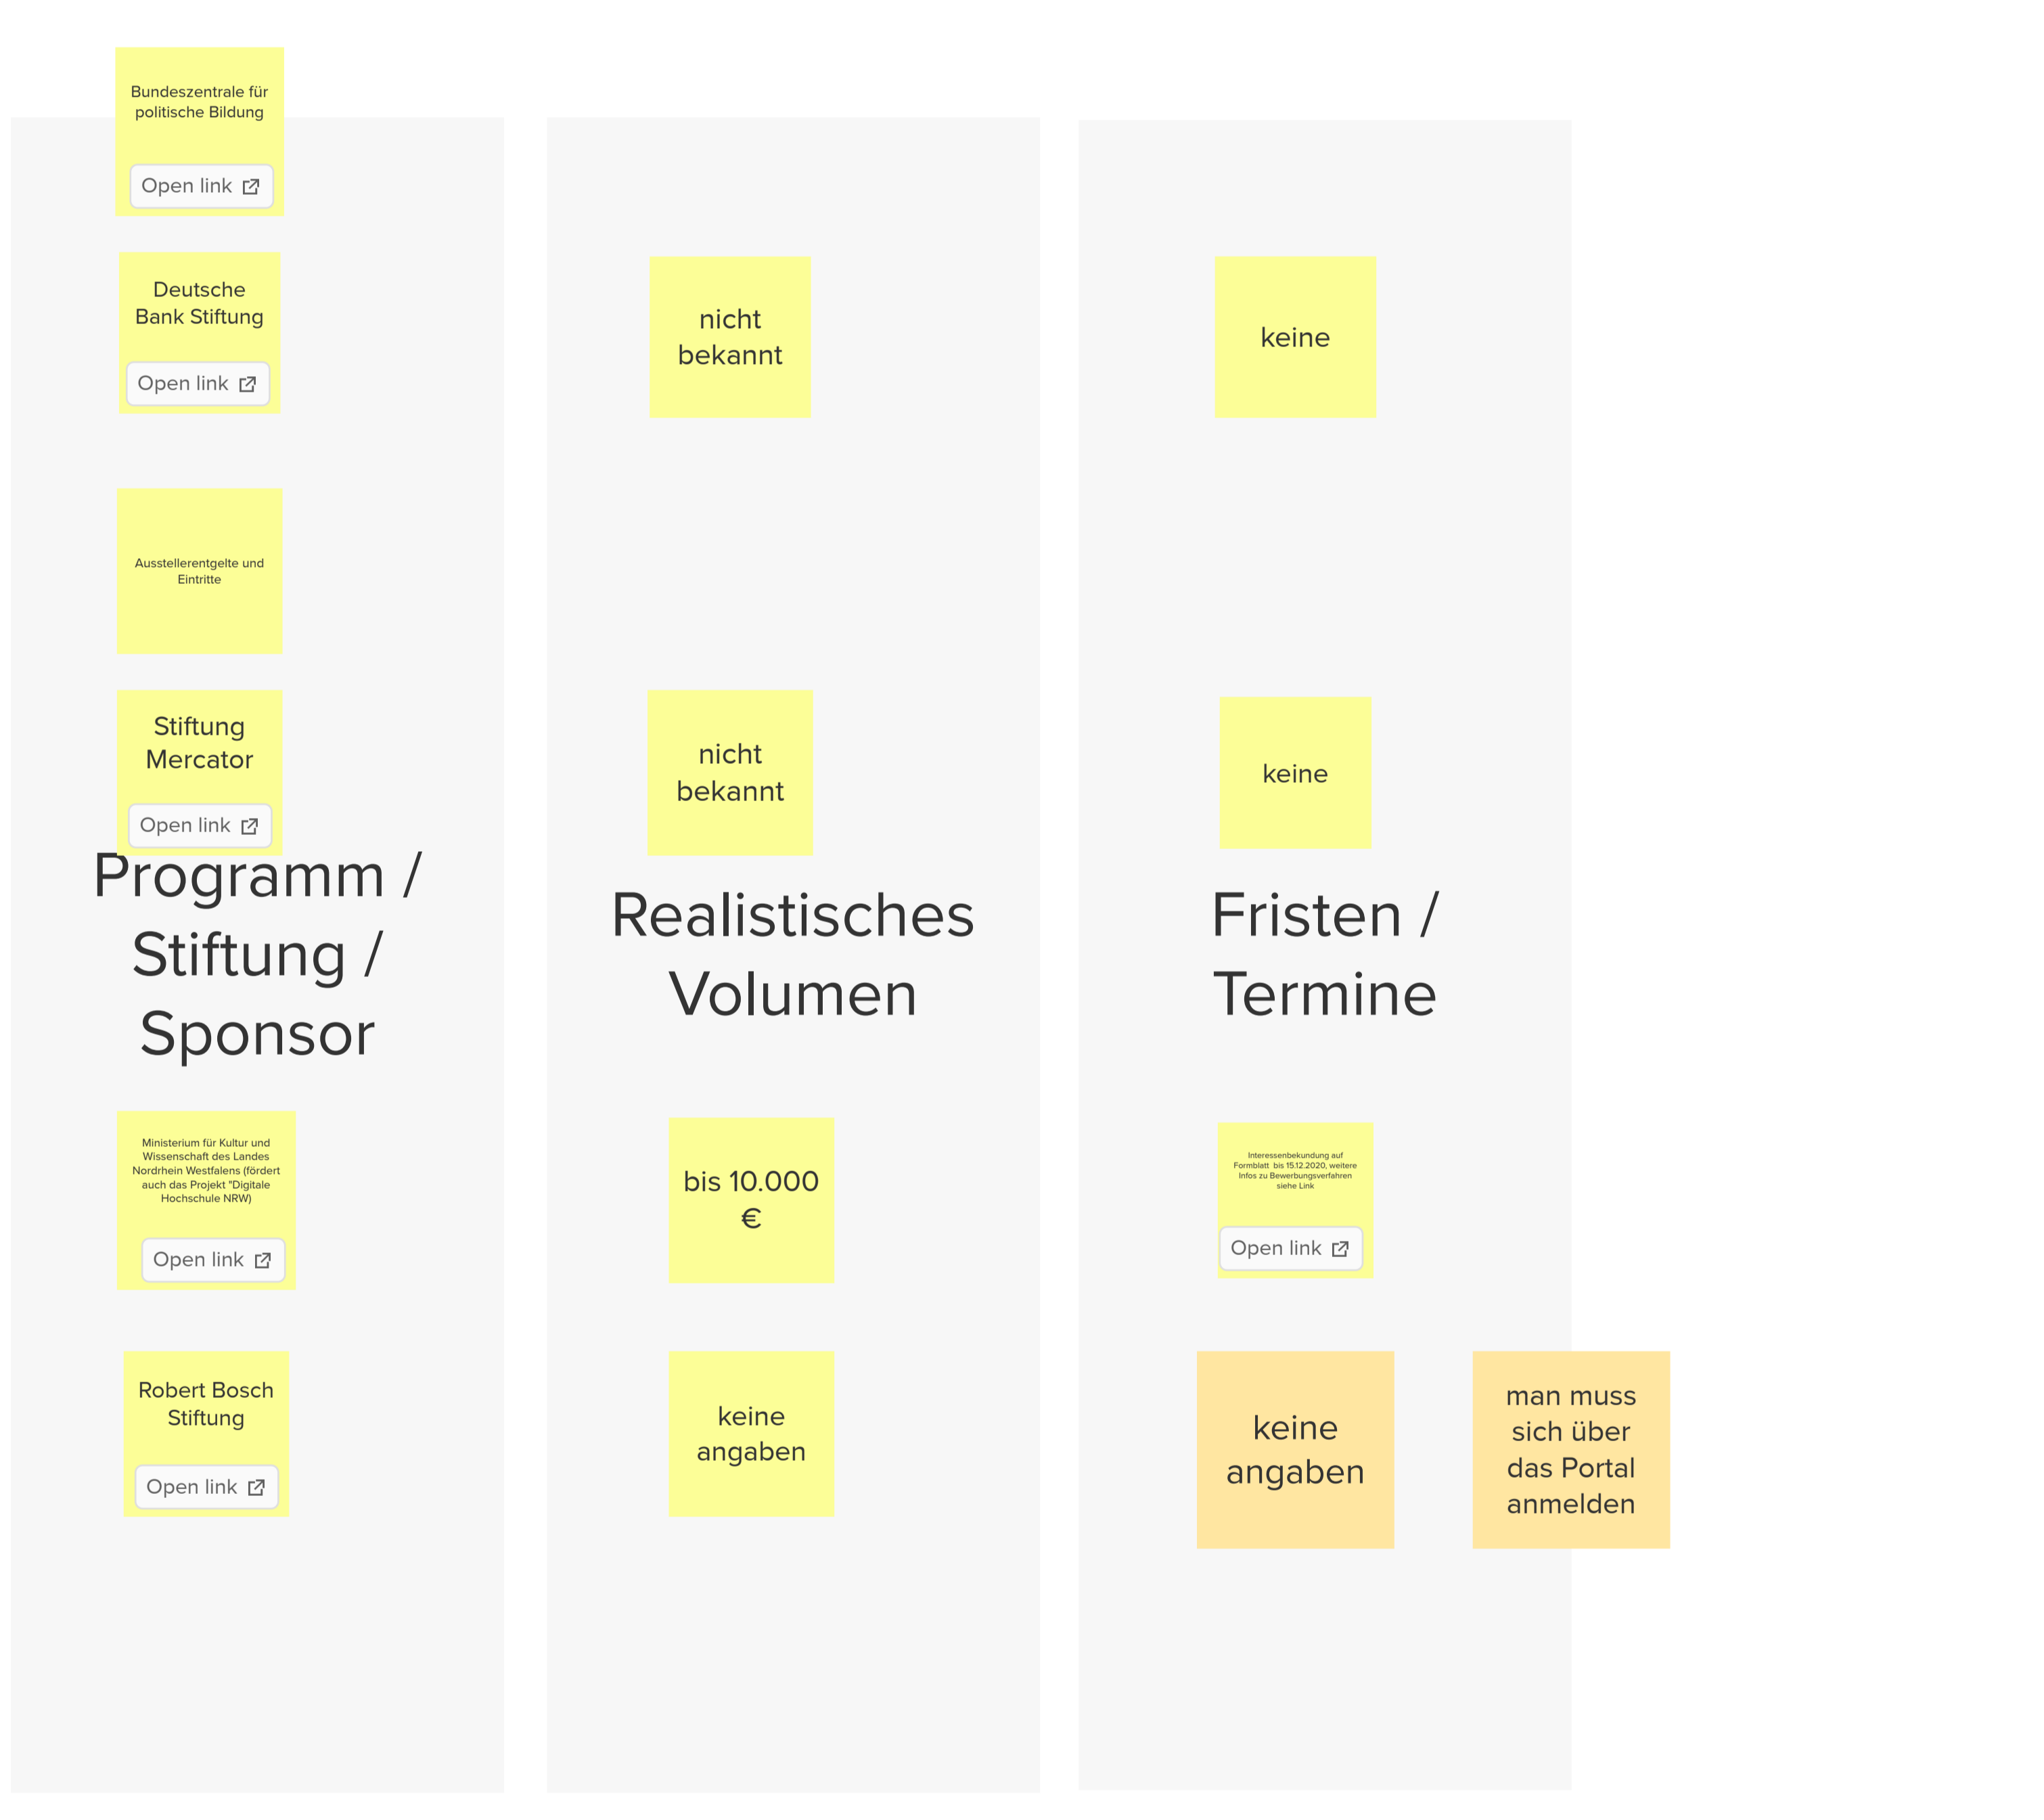 Bundeszentrale für
politische Bildung
Open link
Deutsche
Bank Stiftung
Open link
nicht
bekannt
keine
Ausstellerentgelte und
Eintritte
Stiftung
Mercator
Open link
nicht
bekannt
keine
Programm /
Stiftung /
Sponsor
Realistisches
Volumen
Fristen /
Termine
Ministerium für Kultur und
Wissenschaft des Landes
Nordrhein Westfalens (fördert
auch das Projekt "Digitale
Hochschule NRW)
Open link
bis 10.000
€
Interessenbekundung auf
Formblatt bis 15.12.2020, weitere
Infos zu Bewerbungsverfahren
siehe Link
Open link
Robert Bosch
Stiftung
Open link
keine
angaben
keine
angaben
man muss
sich über
das Portal
anmelden